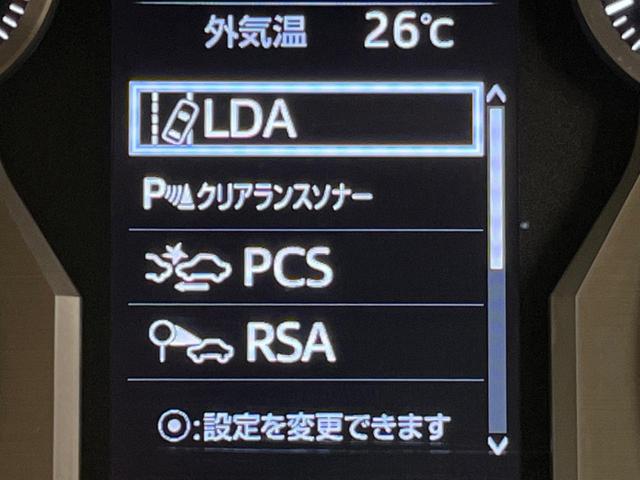 外気温 26℃
LDA
Pクリアランスソナー
PCS
RSA
⦿:設定を変更できます